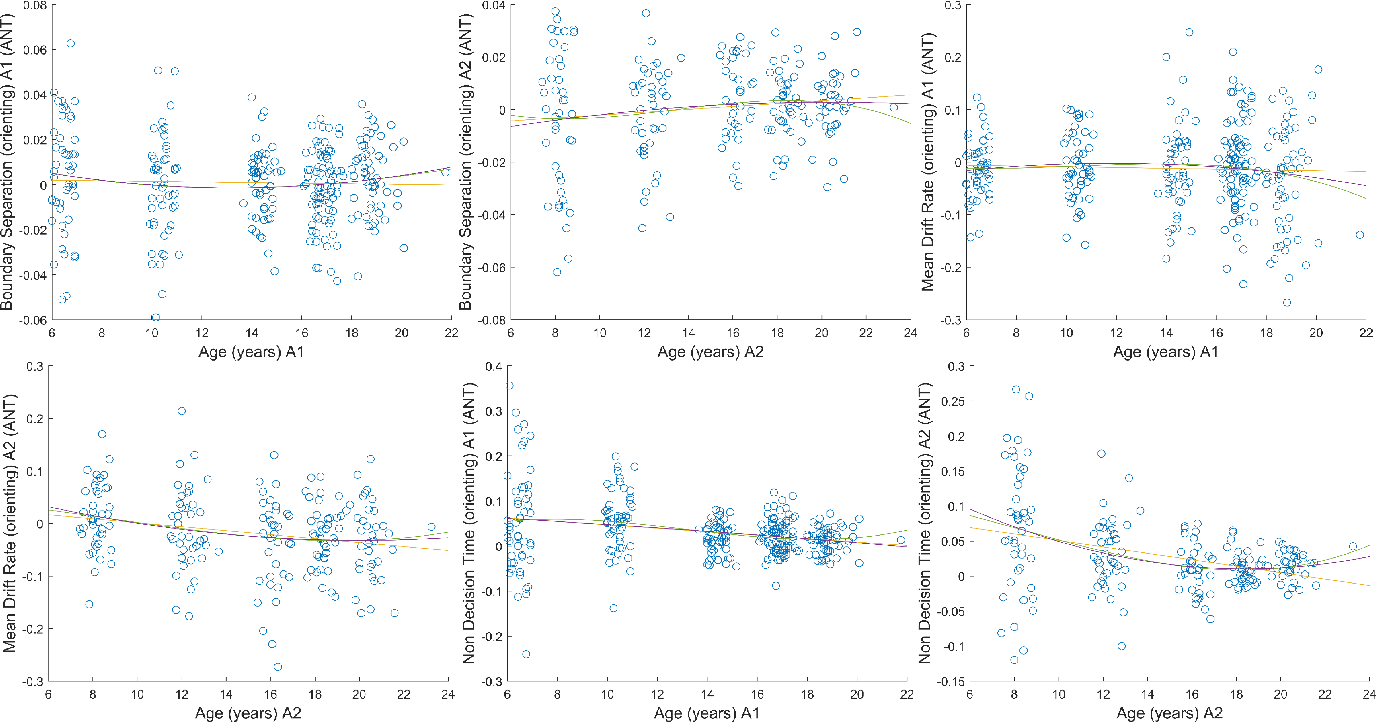 Boundary Separation (orienting) A1 (ANT)
0.08
0.06
0.04
0.02
0
-0.02
-0.04
-0.06
6 8 10 12 14 16 18 20 22
Age (years) A1
Boundary Separation (orienting) A2 (ANT)
0.04
0.02
0
-0.02
-0.04
-0.06
-0.08
6 8 10 12 14 16 18 20 22 24
Age (years) A2
Mean Drift Rate (orienting) A1 (ANT)
0.3
0.2
0.1
0
-0.1
-0.2
-0.3
6 8 10 12 14 16 18 20 22
Age (years) A1
Mean Drift Rate (orienting) A2 (ANT)
0.3
0.2
0.1
0
-0.1
-0.2
-0.3
6 8 10 12 14 16 18 20 22 24
Age (years) A2
Non Decision Time (orienting) A1 (ANT)
0.4
0.3
0.2
0.1
0
-0.1
-0.2
-0.3
6 8 10 12 14 16 18 20 22
Age (years) A1
Non Decision Time (orienting) A2 (ANT)
0.3
0.25
0.2
0.15
0.1
0.05
0
-0.05
-0.1
-0.15
6 8 10 12 14 16 18 20 22 24
Age (years) A2